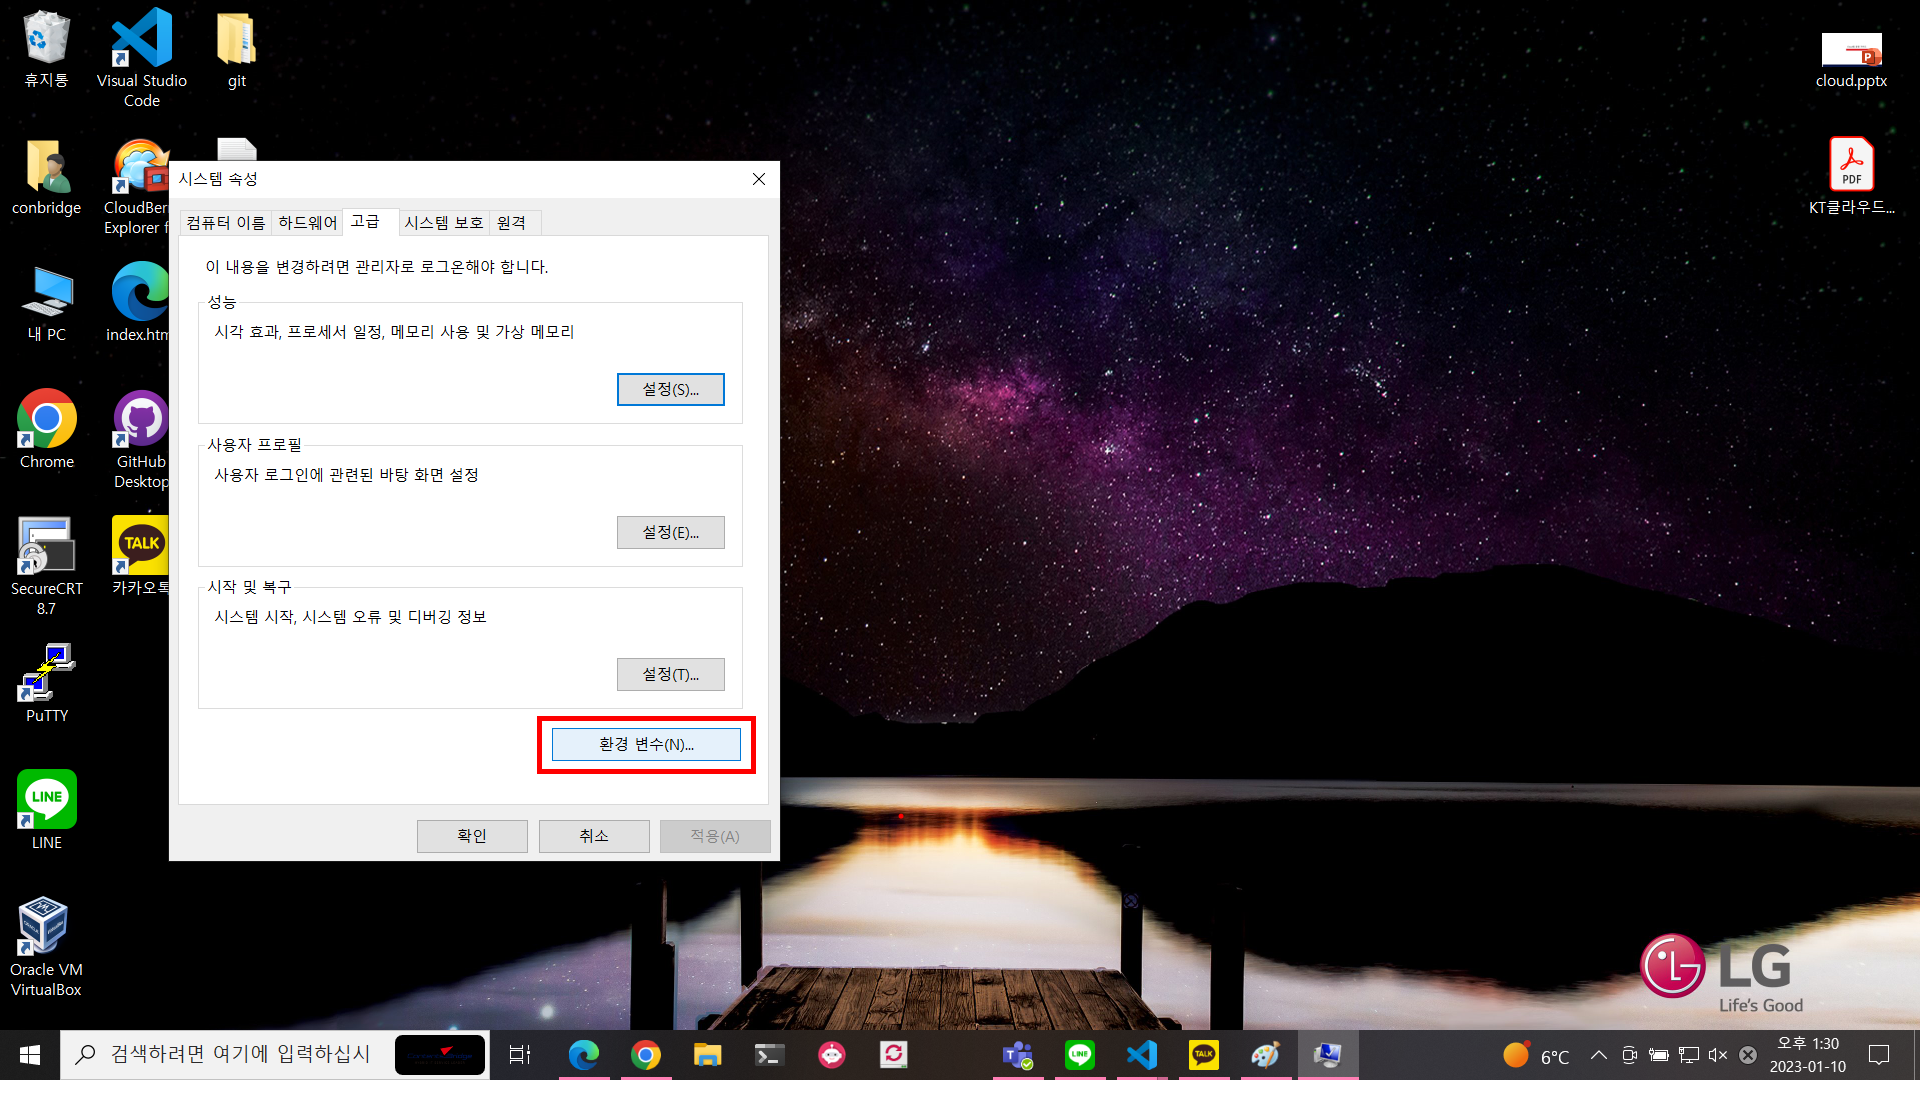 휴지통
Visual Studio
Code
git
conbridge
CloudBer
Explorer f
내 PC
index.htm
Chrome
GitHub
Desktop
SecureCRT
8.7
TALK
카카오톡
PuTTY
LINE
LINE
Oracle VM
VirtualBox
시스템 속성
컴퓨터 이름
하드웨어
고급
시스템 보호
원격
이 내용을 변경하려면 관리자로 로그온해야 합니다.
성능
시각 효과, 프로세서 일정, 메모리 사용 및 가상 메모리
설정(S)...
사용자 프로필
사용자 로그인에 관련된 바탕 화면 설정
설정(E)...
시작 및 복구
시스템 시작, 시스템 오류 및 디버깅 정보
설정(T)...
환경 변수(N)...
확인
취소
적용(A)
cloud.pptx
PDF
KT클라우드...
LG
Life's Good
검색하려면 여기에 입력하십시
LINE
TALK
6°C
오후 1:30
2023-01-10